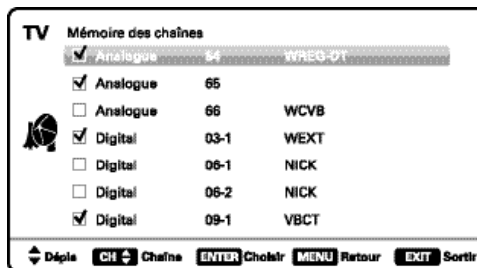 TV Mémoire des chaînes
Analogue 64 WREG-DT
Analogue 65
Analogue 66 WCVB
Digital 03-1 WEXT
Digital 06-1 NICK
Digital 06-2 NICK
Digital 09-1 VBCT
Dépla CH Chaîne ENTER Choisir MENU Retour EXIT Sortir